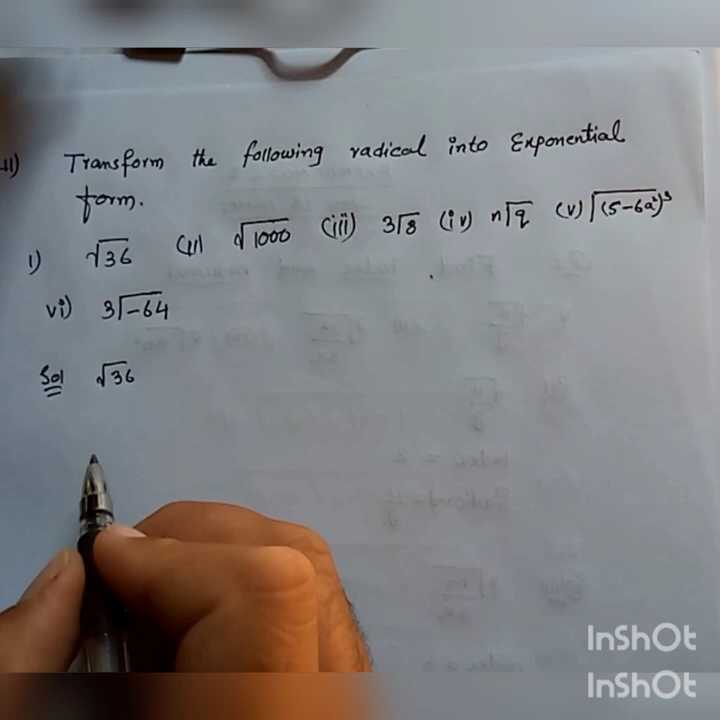 Transform the following radical into Exponential
form.
1) √36 (ii) √1000 (iii) 3√8 (iv) n√q (v) √(5-6a²)³
vi) 3√-64
Sol √36
InShOt
InShOt